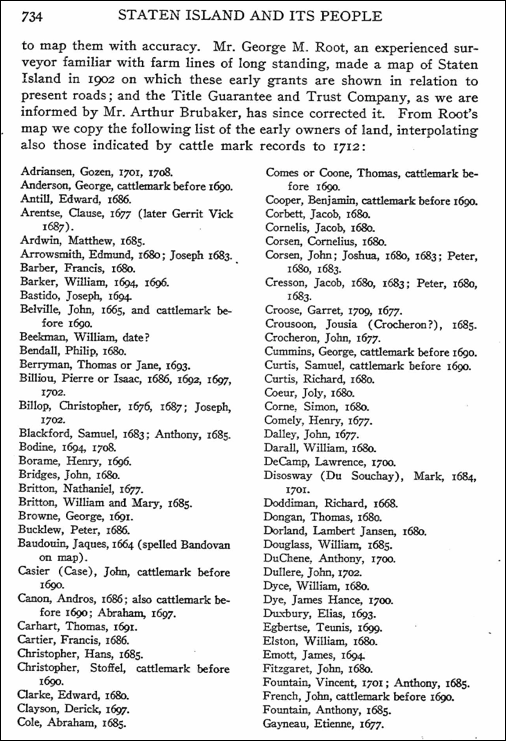 734 STATEN ISLAND AND ITS PEOPLE
to map them with accuracy. Mr. George M. Root, an experienced sur-
veyor familiar with farm lines of long standing, made a map of Staten
Island in 1902 on which these early grants are shown in relation to
present roads; and the Title Guarantee and Trust Company, as we are
informed by Mr. Arthur Brubaker, has since corrected it. From Root's
map we copy the following list of the early owners of land, interpolating
also those indicated by cattle mark records to 1712:
Adriansen, Gozen, 1701, 1708.
Anderson, George, cattlemark before 1690.
Antill, Edward, 1686.
Arentse, Clause, 1677 (later Gerrit Vick
1687).
Ardwin, Matthew, 1685.
Arrowsmith, Edmund, 1680; Joseph 1683.
Barber, Francis, 1680.
Barker, William, 1694, 1696.
Bastido, Joseph, 1694.
Belville, John, 1665, and cattlemark be-
fore 1690.
Beekman, William, date?
Bendall, Philip, 1680.
Berryman, Thomas or Jane, 1693.
Billiou, Pierre or Isaac, 1686, 1692, 1697,
1702.
Billop, Christopher, 1676, 1687; Joseph,
1702.
Blackford, Samuel, 1683; Anthony, 1685.
Bodine, 1694, 1708.
Borame, Henry, 1696.
Bridges, John, 1680.
Britton, Nathaniel, 1677.
Britton, William and Mary, 1685.
Browne, George, 1691.
Bucklew, Peter, 1686.
Baudouin, Jaques, 1664 (spelled Bandovan
on map).
Casier (Case), John, cattlemark before
1690.
Canon, Andros, 1686; also cattlemark be-
fore 1690; Abraham, 1697.
Carhart, Thomas, 1691.
Cartier, Francis, 1686.
Christopher, Hans, 1685.
Christopher, Stoffel, cattlemark before
1690.
Clarke, Edward, 1680.
Clayson, Derick, 1697.
Cole, Abraham, 1685.
Comes or Coone, Thomas, cattlemark be-
fore 1690.
Cooper, Benjamin, cattlemark before 1690.
Corbett, Jacob, 1680.
Cornelis, Jacob, 1680.
Corsen, Cornelius, 1680.
Corsen, John; Joshua, 1680, 1683; Peter,
1680, 1683.
Cresson, Jacob, 1680, 1683; Peter, 1680,
1683.
Croose, Garret, 1709, 1677.
Crousoon, Jousia (Crocheron?), 1685.
Crocheron, John, 1677.
Cummins, George, cattlemark before 1690.
Curtis, Samuel, cattlemark before 1690.
Curtis, Richard, 1680.
Coeur, Joly, 1680.
Corne, Simon, 1680.
Comely, Henry, 1677.
Dalley, John, 1677.
Darall, William, 1680.
DeCamp, Lawrence, 1700.
Disosway (Du Souchay), Mark, 1684,
1701.
Doddiman, Richard, 1668.
Dongan, Thomas, 1680.
Dorland, Lambert Jansen, 1680.
Douglass, William, 1685.
DuChene, Anthony, 1700.
Dullere, John, 1702.
Dyce, William, 1680.
Dye, James Hance, 1700.
Duxbury, Elias, 1693.
Egbertse, Teunis, 1699.
Elston, William, 1680.
Emott, James, 1694.
Fitzgaret, John, 1680.
Fountain, Vincent, 1701; Anthony, 1685.
French, John, cattlemark before 1690.
Fountain, Anthony, 1685.
Gayneau, Etienne, 1677.